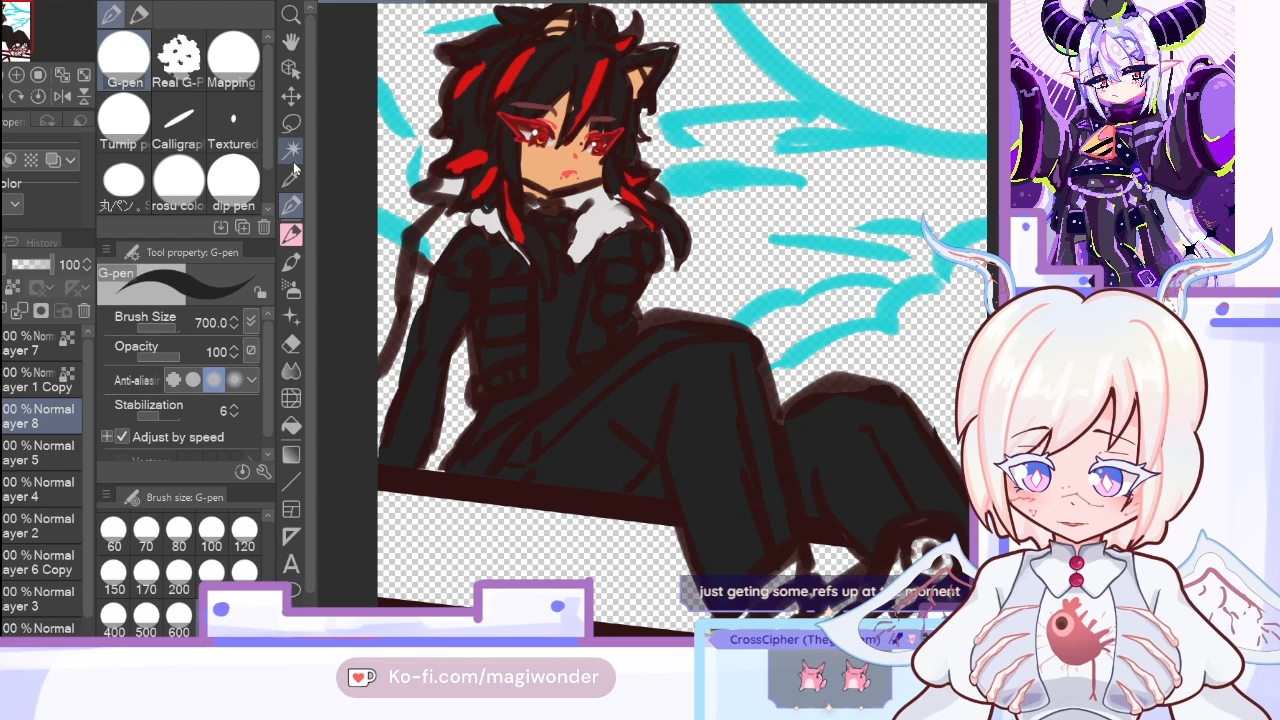 G-pen
Real G-P
Mapping
Turnip p
Calligrap
Textured
丸ペン。
rosu colo
dip pen
Tool property: G-pen
G-pen
Brush Size 700.0
Opacity 100
Anti-aliasi
Stabilization 6
Adjust by speed
Brush size: G-pen
60 70 80 100 120
150 170 200
400 500 600
olor
History
100
00 % Norm
ayer 7
00 % Norm
ayer 1 Copy
00 % Normal
ayer 8
00 % Normal
ayer 5
00 % Normal
ayer 4
00 % Normal
ayer 2
00 % Normal
ayer 6 Copy
00 % Normal
ayer 3
00 % Normal
A
just geting some refs up at moment
CrossCipher
Ko-fi.com/magiwonder